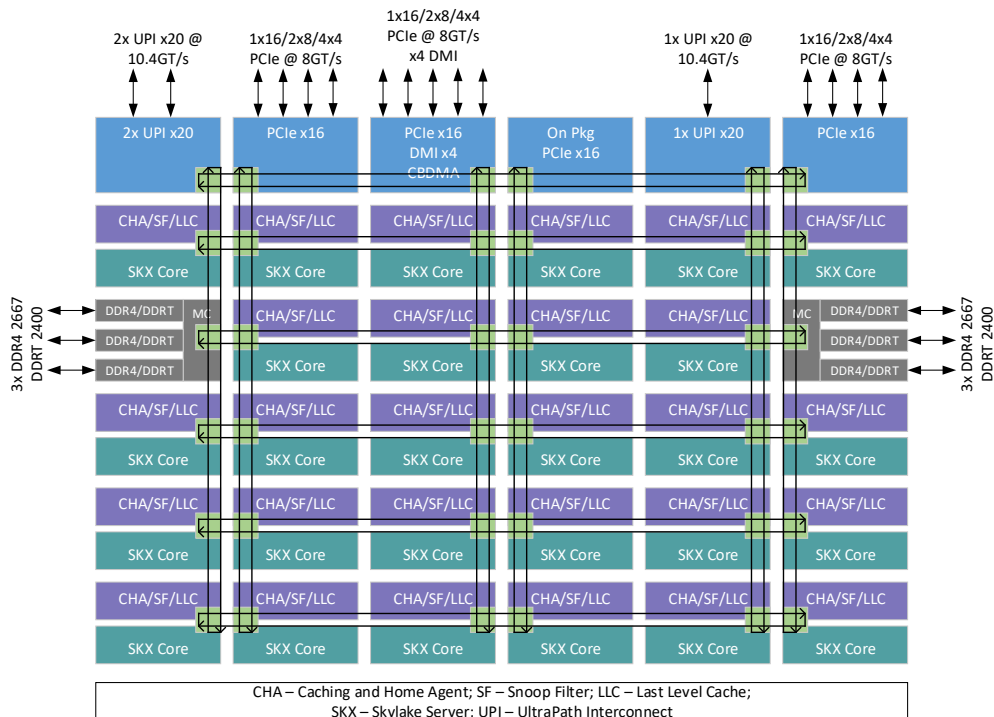 2x UPI x20 @
10.4GT/s
1x16/2x8/4x4
PCIe @ 8GT/s
1x16/2x8/4x4
PCIe @ 8GT/s
x4 DMI
1x UPI x20 @
10.4GT/s
1x16/2x8/4x4
PCIe @ 8GT/s
2x UPI x20
PCIe x16
PCIe x16
DMI x4
CBDMA
On Pkg
PCIe x16
1x UPI x20
PCIe x16
CHA/SF/LLC
CHA/SF/LLC
CHA/SF/LLC
CHA/SF/LLC
CHA/SF/LLC
CHA/SF/LLC
SKX Core
SKX Core
SKX Core
SKX Core
SKX Core
SKX Core
3x DDR4 2667
DDRT 2400
DDR4/DDRT
DDR4/DDRT
DDR4/DDRT
MC
CHA/SF/LLC
CHA/SF/LLC
CHA/SF/LLC
CHA/SF/LLC
SKX Core
SKX Core
SKX Core
SKX Core
MC
DDR4/DDRT
DDR4/DDRT
DDR4/DDRT
3x DDR4 2667
DDRT 2400
CHA/SF/LLC
CHA/SF/LLC
CHA/SF/LLC
CHA/SF/LLC
CHA/SF/LLC
CHA/SF/LLC
SKX Core
SKX Core
SKX Core
SKX Core
SKX Core
SKX Core
CHA/SF/LLC
CHA/SF/LLC
CHA/SF/LLC
CHA/SF/LLC
CHA/SF/LLC
CHA/SF/LLC
SKX Core
SKX Core
SKX Core
SKX Core
SKX Core
SKX Core
CHA/SF/LLC
CHA/SF/LLC
CHA/SF/LLC
CHA/SF/LLC
CHA/SF/LLC
CHA/SF/LLC
SKX Core
SKX Core
SKX Core
SKX Core
SKX Core
SKX Core
CHA – Caching and Home Agent; SF – Snoop Filter; LLC – Last Level Cache;
SKX – Skylake Server; UPI – UltraPath Interconnect